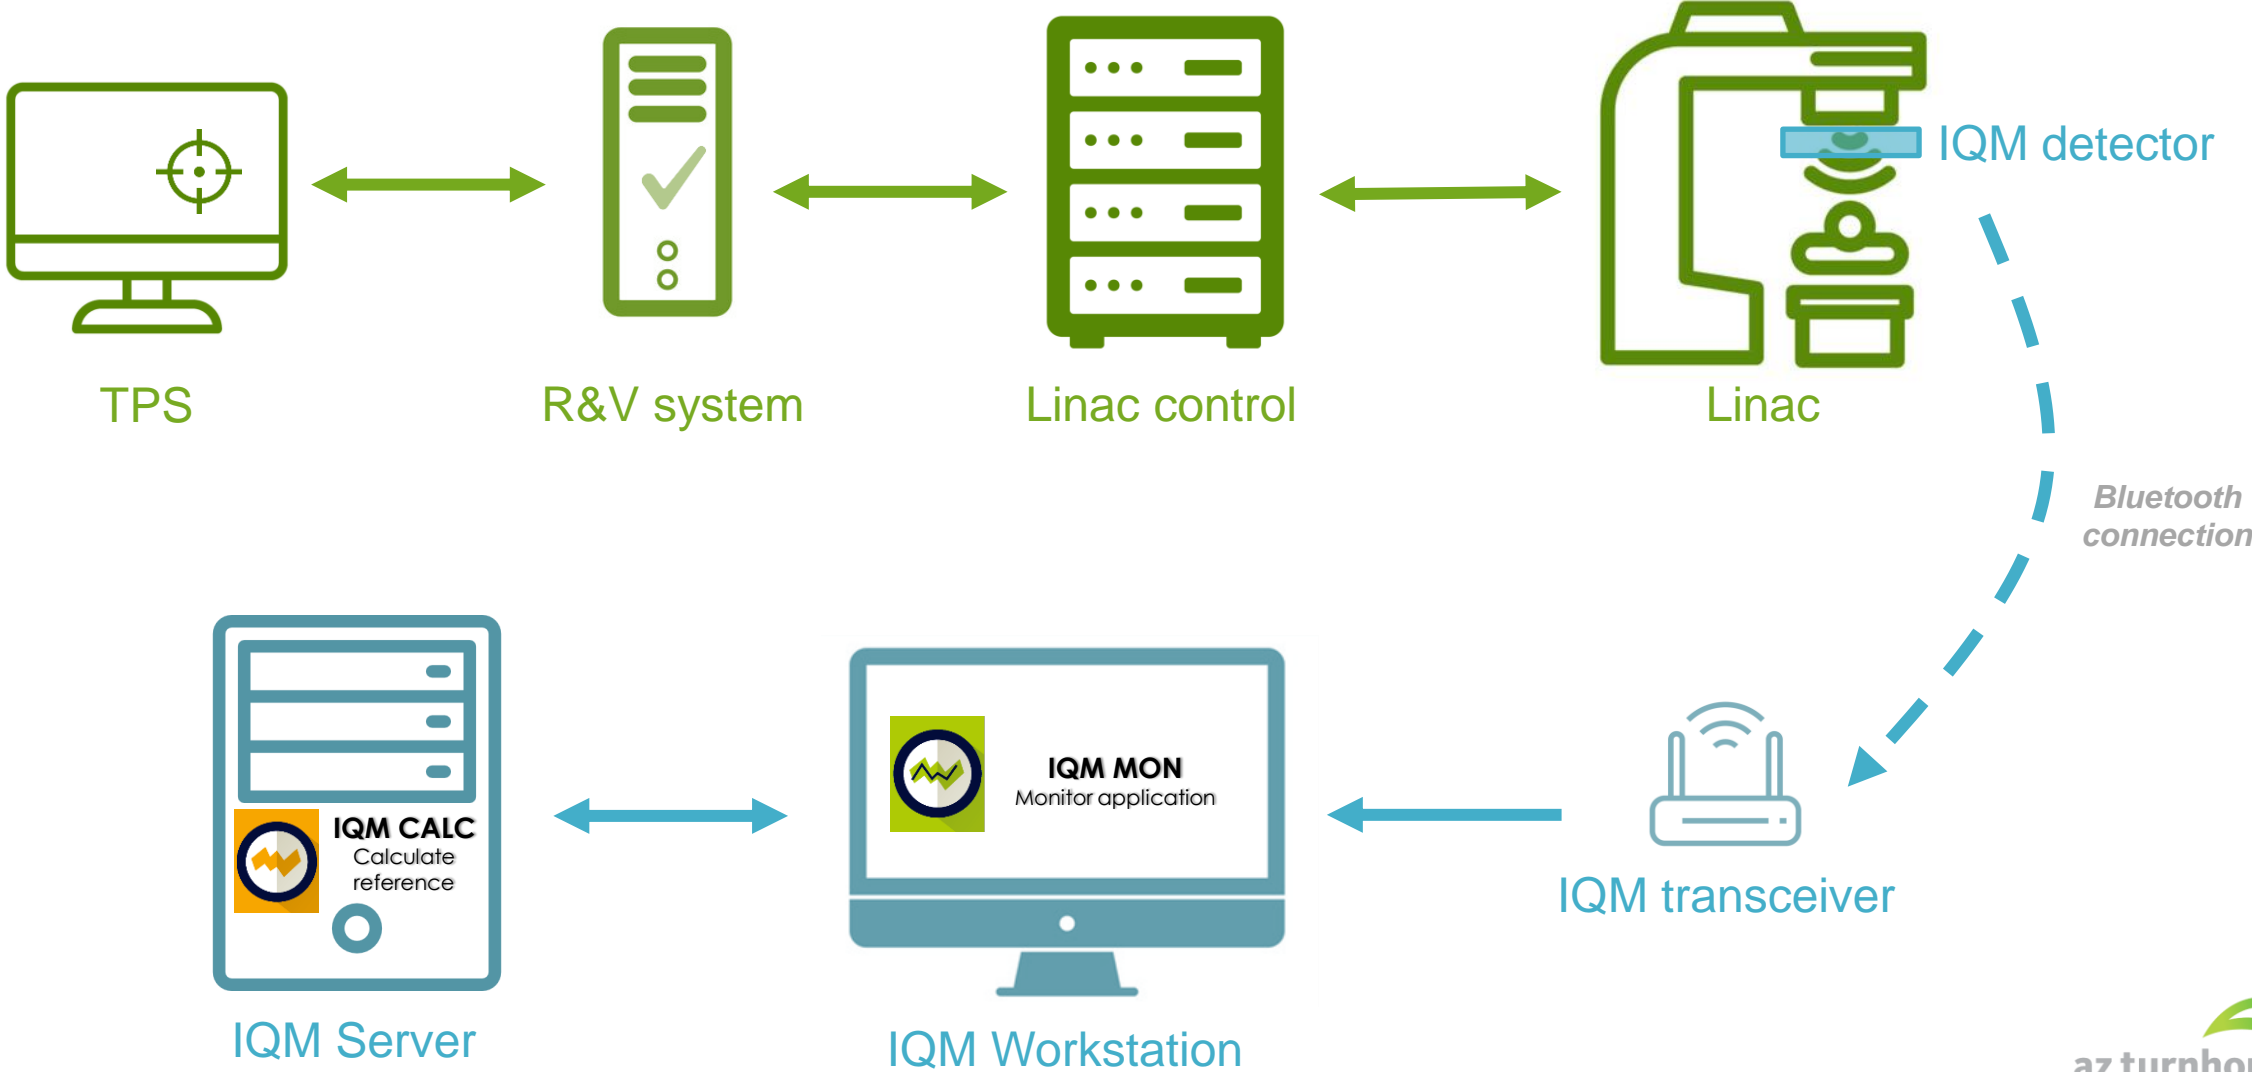 IQM detector
TPS
R&V system
Linac control
Linac
Bluetooth
connection
IQM MON
Monitor application
IQM CALC
Calculate
reference
IQM transceiver
IQM Server
IQM Workstation
az